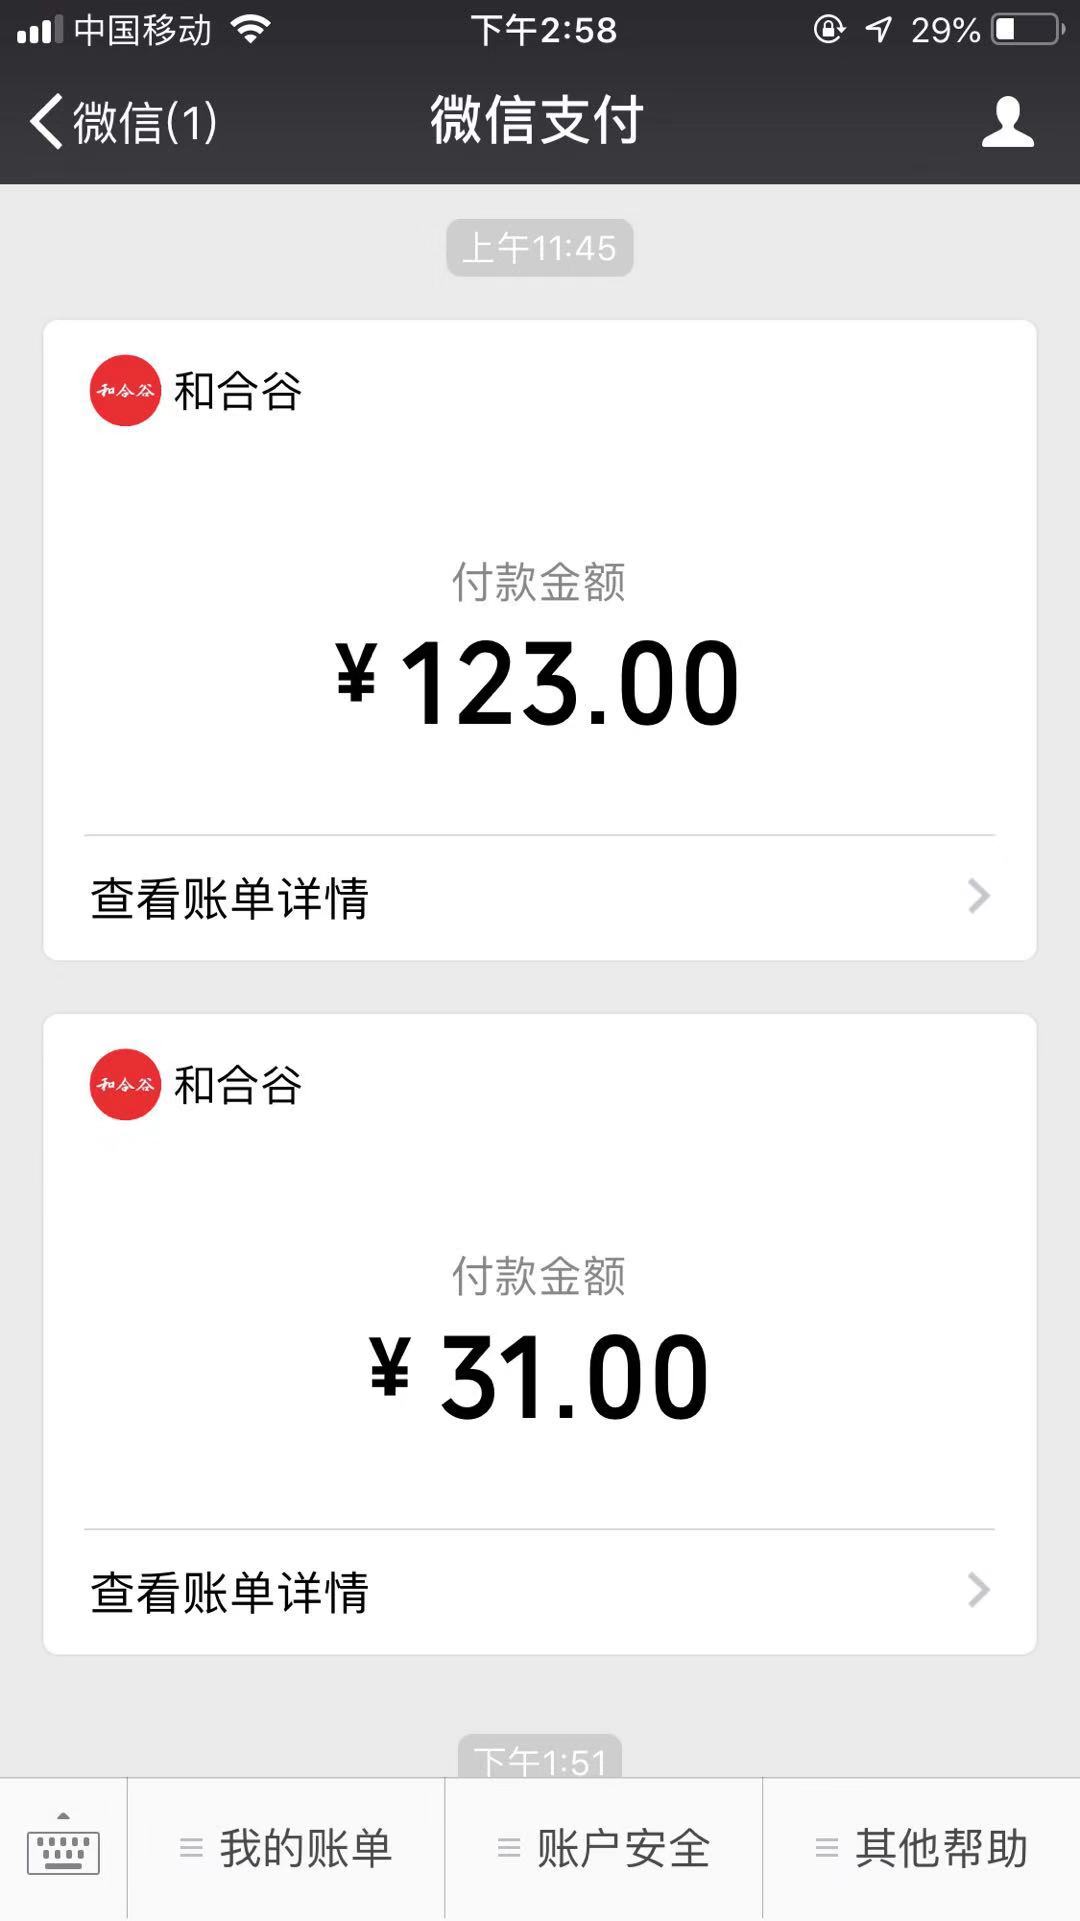 中国移动 下午2:58 29%
微信(1) 微信支付
上午11:45
和合谷 和合谷
付款金额
¥123.00
查看账单详情
和合谷 和合谷
付款金额
¥31.00
查看账单详情
下午1:51
我的账单 账户安全 其他帮助